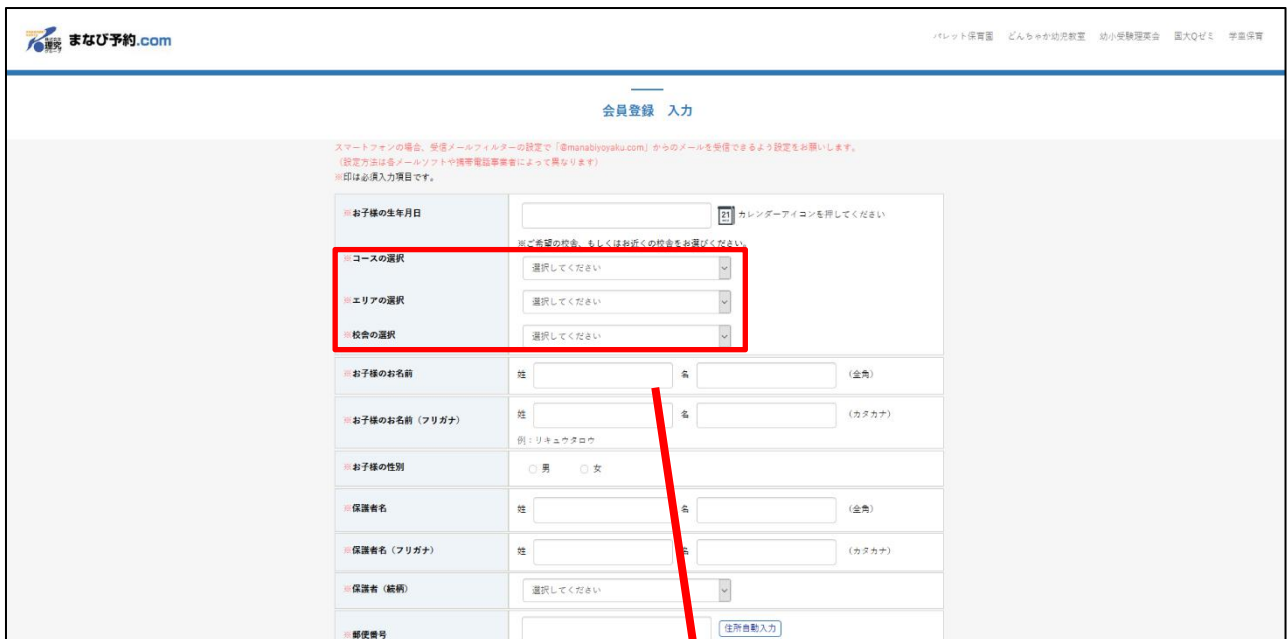 理究 まなび予約.com
パレット保育園 どんちゃか幼児教室 幼小受験理英会 国大Qゼミ 学童保育
会員登録 入力
スマートフォンの場合、受信メールフィルターの設定で「@manabiyoyaku.com」からのメールを受信できるよう設定をお願いします。
（設定方法は各メールソフトや携帯電話事業者によって異なります）
※印は必須入力項目です。
※お子様の生年月日 21 カレンダーアイコンを押してください
※ご希望の校舎、もしくはお近くの校舎をお選びください。
※コースの選択 選択してください
※エリアの選択 選択してください
※校舎の選択 選択してください
※お子様のお名前 姓 名 （全角）
※お子様のお名前（フリガナ） 姓 名 （カタカナ）
例：リキュウタロウ
※お子様の性別 男 女
※保護者名 姓 名 （全角）
※保護者名（フリガナ） 姓 名 （カタカナ）
※保護者（続柄） 選択してください
※郵便番号 住所自動入力